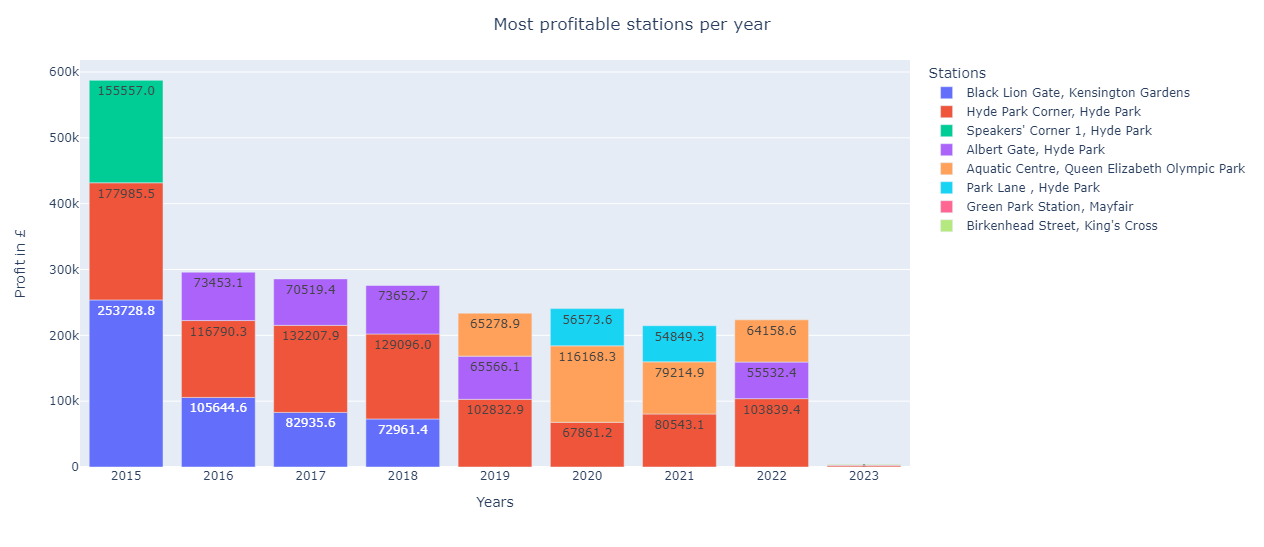 Most profitable stations per year
600k
500k
400k
300k
200k
100k
0
Profit in £
155557.0
177985.5
253728.8
73453.1
116790.3
105644.6
70519.4
132207.9
82935.6
73652.7
129096.0
72961.4
65278.9
65566.1
102832.9
56573.6
116168.3
67861.2
54849.3
79214.9
80543.1
64158.6
55532.4
103839.4
2015 2016 2017 2018 2019 2020 2021 2022 2023
Years
Stations
Black Lion Gate, Kensington Gardens
Hyde Park Corner, Hyde Park
Speakers' Corner 1, Hyde Park
Albert Gate, Hyde Park
Aquatic Centre, Queen Elizabeth Olympic Park
Park Lane , Hyde Park
Green Park Station, Mayfair
Birkenhead Street, King's Cross